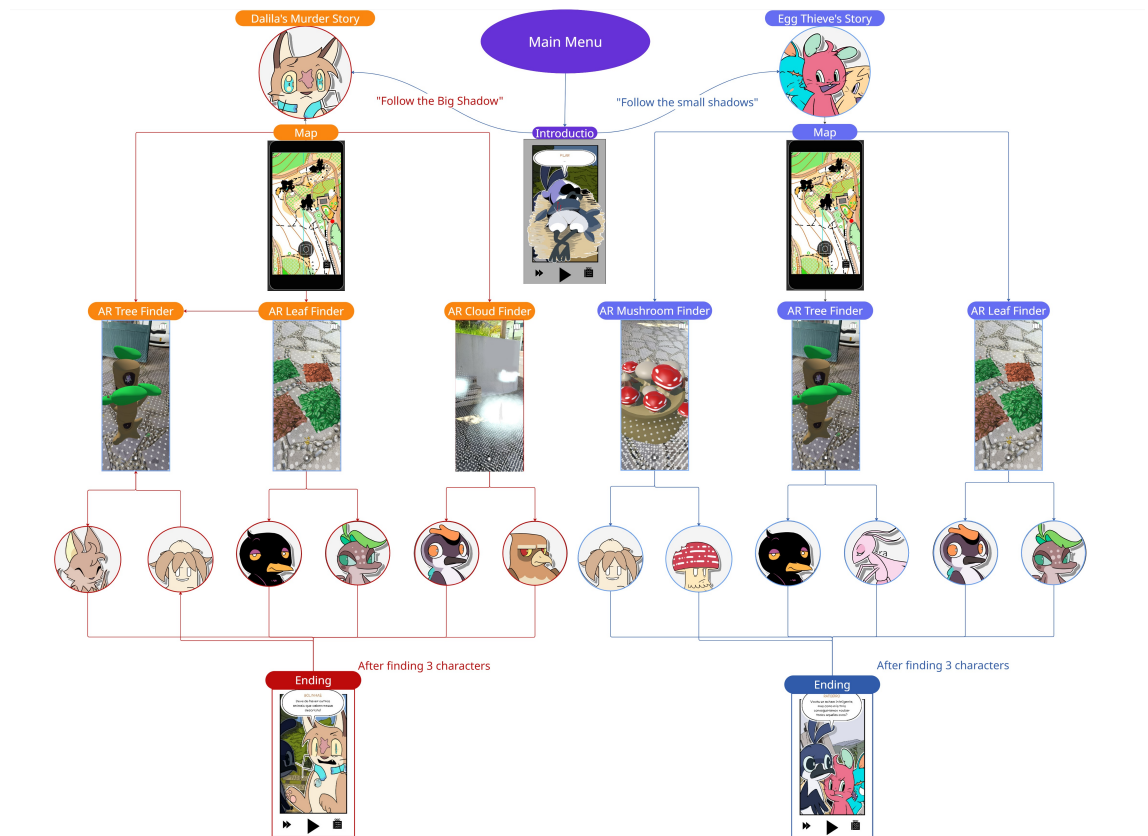 Dalila's Murder Story
Main Menu
Egg Thieve's Story
"Follow the Big Shadow"
"Follow the small shadows"
Map
Introductio
Map
AR Tree Finder
AR Leaf Finder
AR Cloud Finder
AR Mushroom Finder
AR Tree Finder
AR Leaf Finder
After finding 3 characters
After finding 3 characters
Ending
Ending